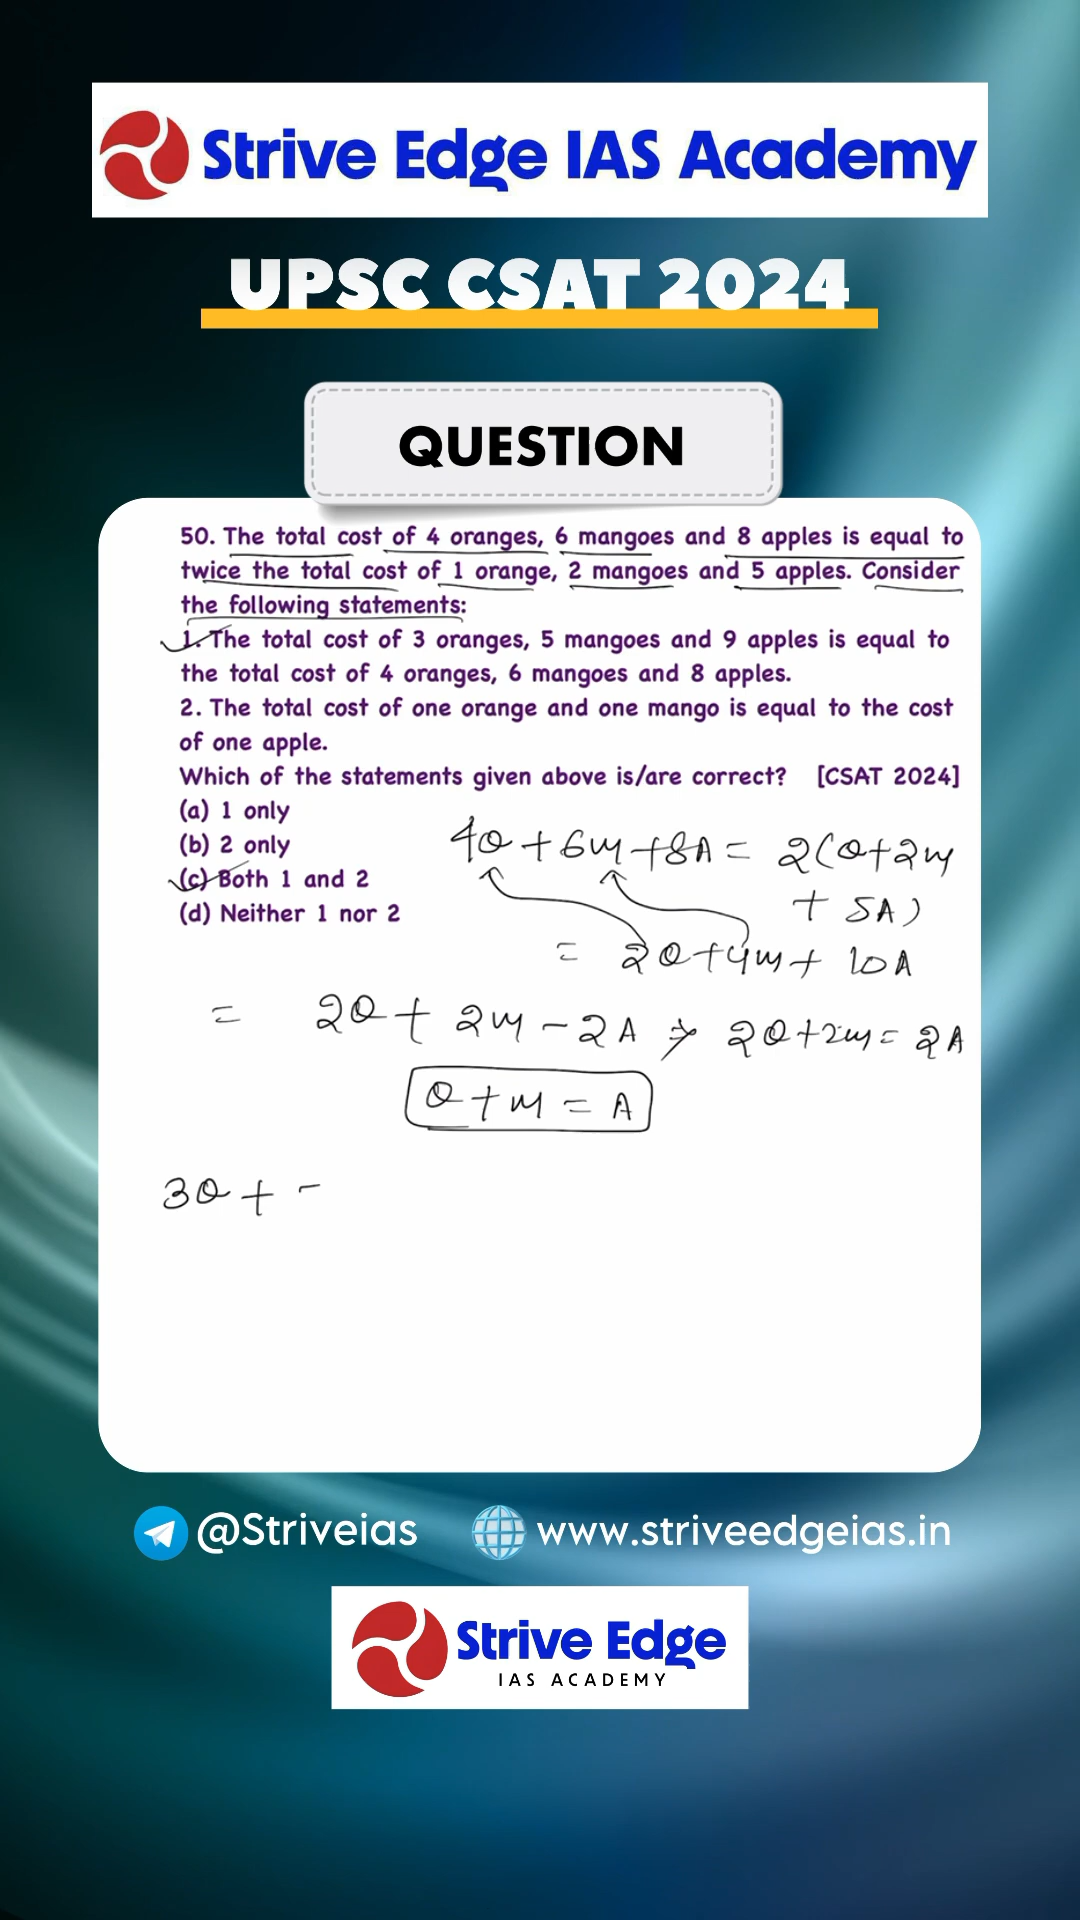 Strive Edge IAS Academy
UPSC CSAT 2024
QUESTION
50. The total cost of 4 oranges, 6 mangoes and 8 apples is equal to
twice the total cost of 1 orange, 2 mangoes and 5 apples. Consider
the following statements:
1. The total cost of 3 oranges, 5 mangoes and 9 apples is equal to
the total cost of 4 oranges, 6 mangoes and 8 apples.
2. The total cost of one orange and one mango is equal to the cost
of one apple.
Which of the statements given above is/are correct? [CSAT 2024]
(a) 1 only
(b) 2 only
(c) Both 1 and 2
(d) Neither 1 nor 2
4O + 6M + 8A = 2(O + 2M
+ 5A)
= 2O + 4M + 10A
= 2O + 2M - 2A ⇒ 2O + 2M = 2A
O + M = A
3O + -
@Striveias www.striveedgeias.in
Strive Edge
IAS ACADEMY